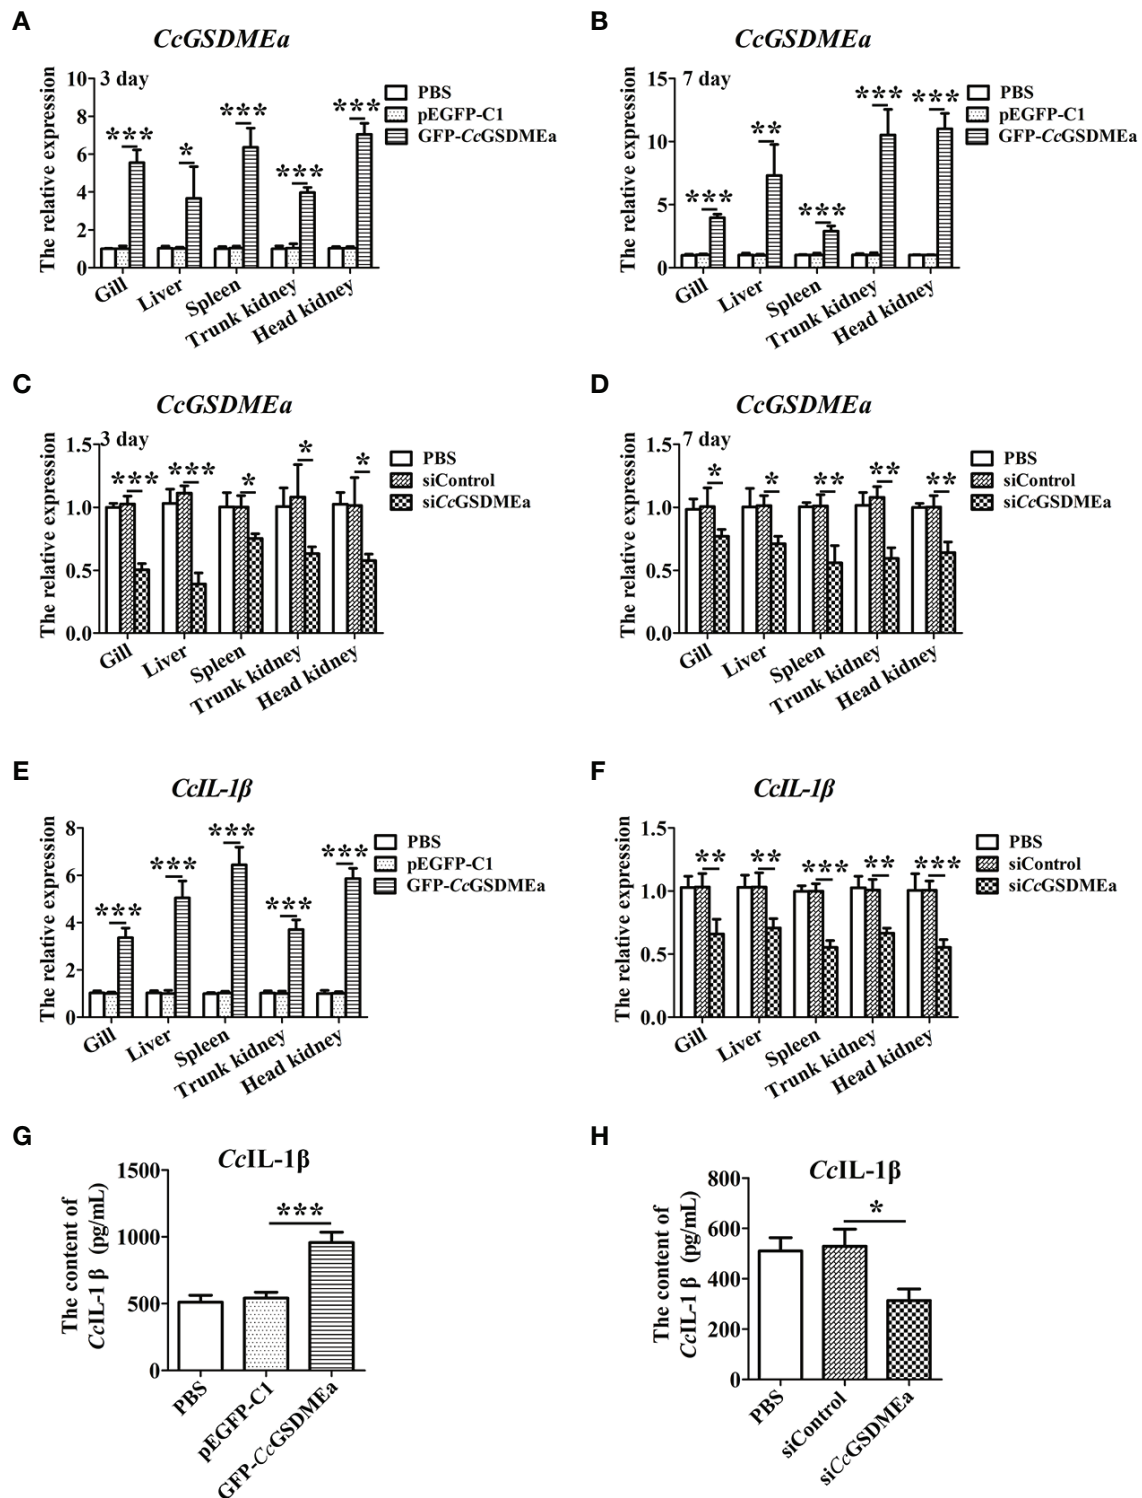 A
CcGSDMEa
3 day
The relative expression
10
8
6
4
2
0
***
*
***
***
***
PBS
pEGFP-C1
GFP-CcGSDMEa
Gill
Liver
Spleen
Trunk kidney
Head kidney
B
CcGSDMEa
7 day
The relative expression
15
10
5
0
***
**
***
***
***
PBS
pEGFP-C1
GFP-CcGSDMEa
Gill
Liver
Spleen
Trunk kidney
Head kidney
C
CcGSDMEa
3 day
The relative expression
1.5
1.0
0.5
0.0
***
***
*
*
*
PBS
siControl
siCcGSDMEa
Gill
Liver
Spleen
Trunk kidney
Head kidney
D
CcGSDMEa
7 day
The relative expression
1.5
1.0
0.5
0.0
*
*
**
**
**
PBS
siControl
siCcGSDMEa
Gill
Liver
Spleen
Trunk kidney
Head kidney
E
CcIL-1β
The relative expression
8
6
4
2
0
***
***
***
***
***
PBS
pEGFP-C1
GFP-CcGSDMEa
Gill
Liver
Spleen
Trunk kidney
Head kidney
F
CcIL-1β
The relative expression
1.5
1.0
0.5
0.0
**
**
***
**
***
PBS
siControl
siCcGSDMEa
Gill
Liver
Spleen
Trunk kidney
Head kidney
G
CcIL-1β
The content of
CcIL-1 β (pg/mL)
1500
1000
500
0
***
PBS
pEGFP-C1
GFP-CcGSDMEa
H
CcIL-1β
The content of
CcIL-1 β (pg/mL)
800
600
400
200
0
*
PBS
siControl
siCcGSDMEa